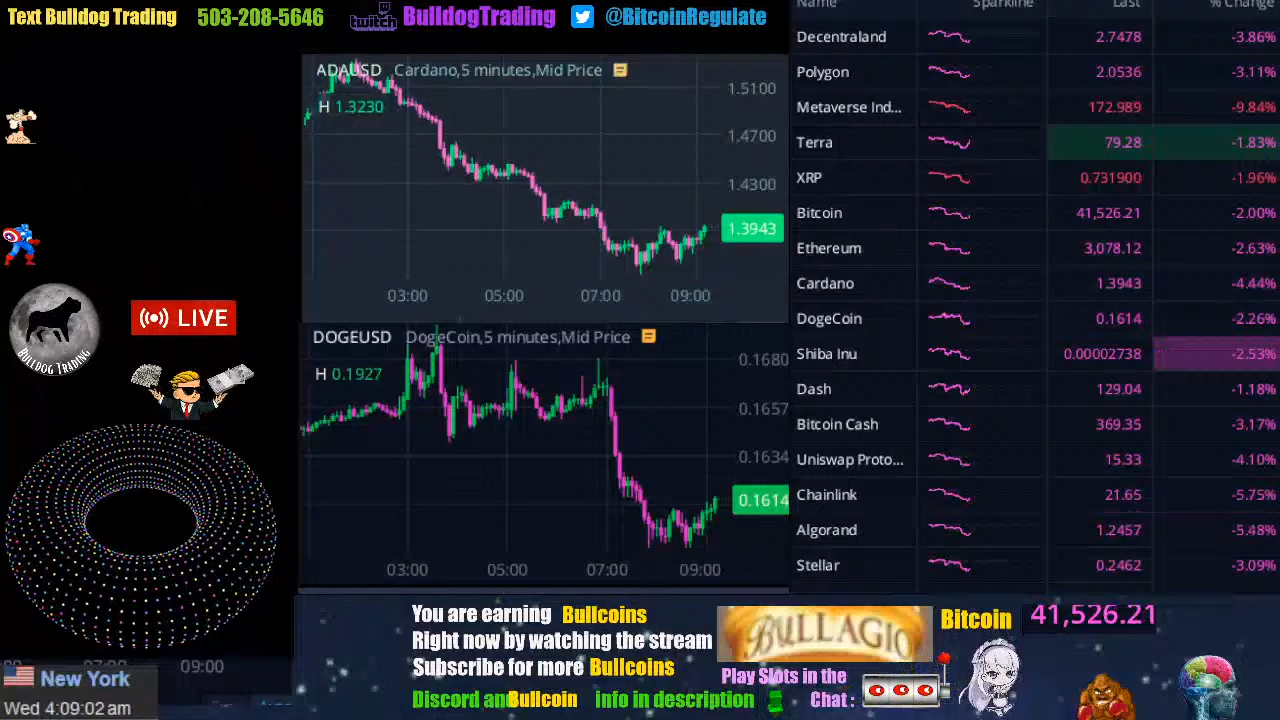 Text Bulldog Trading 503-208-5646 twitch BulldogTrading @BitcoinRegulate
ADAUSD Cardano,5 minutes,Mid Price
H 1.3230
1.5100
1.4700
1.4300
1.3943
03:00 05:00 07:00 09:00
DOGEUSD DogeCoin,5 minutes,Mid Price
H 0.1927
0.1680
0.1657
0.1634
0.1614
03:00 05:00 07:00 09:00
Name Sparkline Last % Change
Decentraland 2.7478 -3.86%
Polygon 2.0536 -3.11%
Metaverse Ind... 172.989 -9.84%
Terra 79.28 -1.83%
XRP 0.731900 -1.96%
Bitcoin 41,526.21 -2.00%
Ethereum 3,078.12 -2.63%
Cardano 1.3943 -4.44%
DogeCoin 0.1614 -2.26%
Shiba Inu 0.00002738 -2.53%
Dash 129.04 -1.18%
Bitcoin Cash 369.35 -3.17%
Uniswap Proto... 15.33 -4.10%
Chainlink 21.65 -5.75%
Algorand 1.2457 -5.48%
Stellar 0.2462 -3.09%
BULLDOG TRADING
LIVE
09:00
New York
Wed 4:09:02am
You are earning Bullcoins
Right now by watching the stream
Subscribe for more Bullcoins
Discord and Bullcoin info in description
BULLAGIO
Play Slots in the
Chat :
Bitcoin 41,526.21